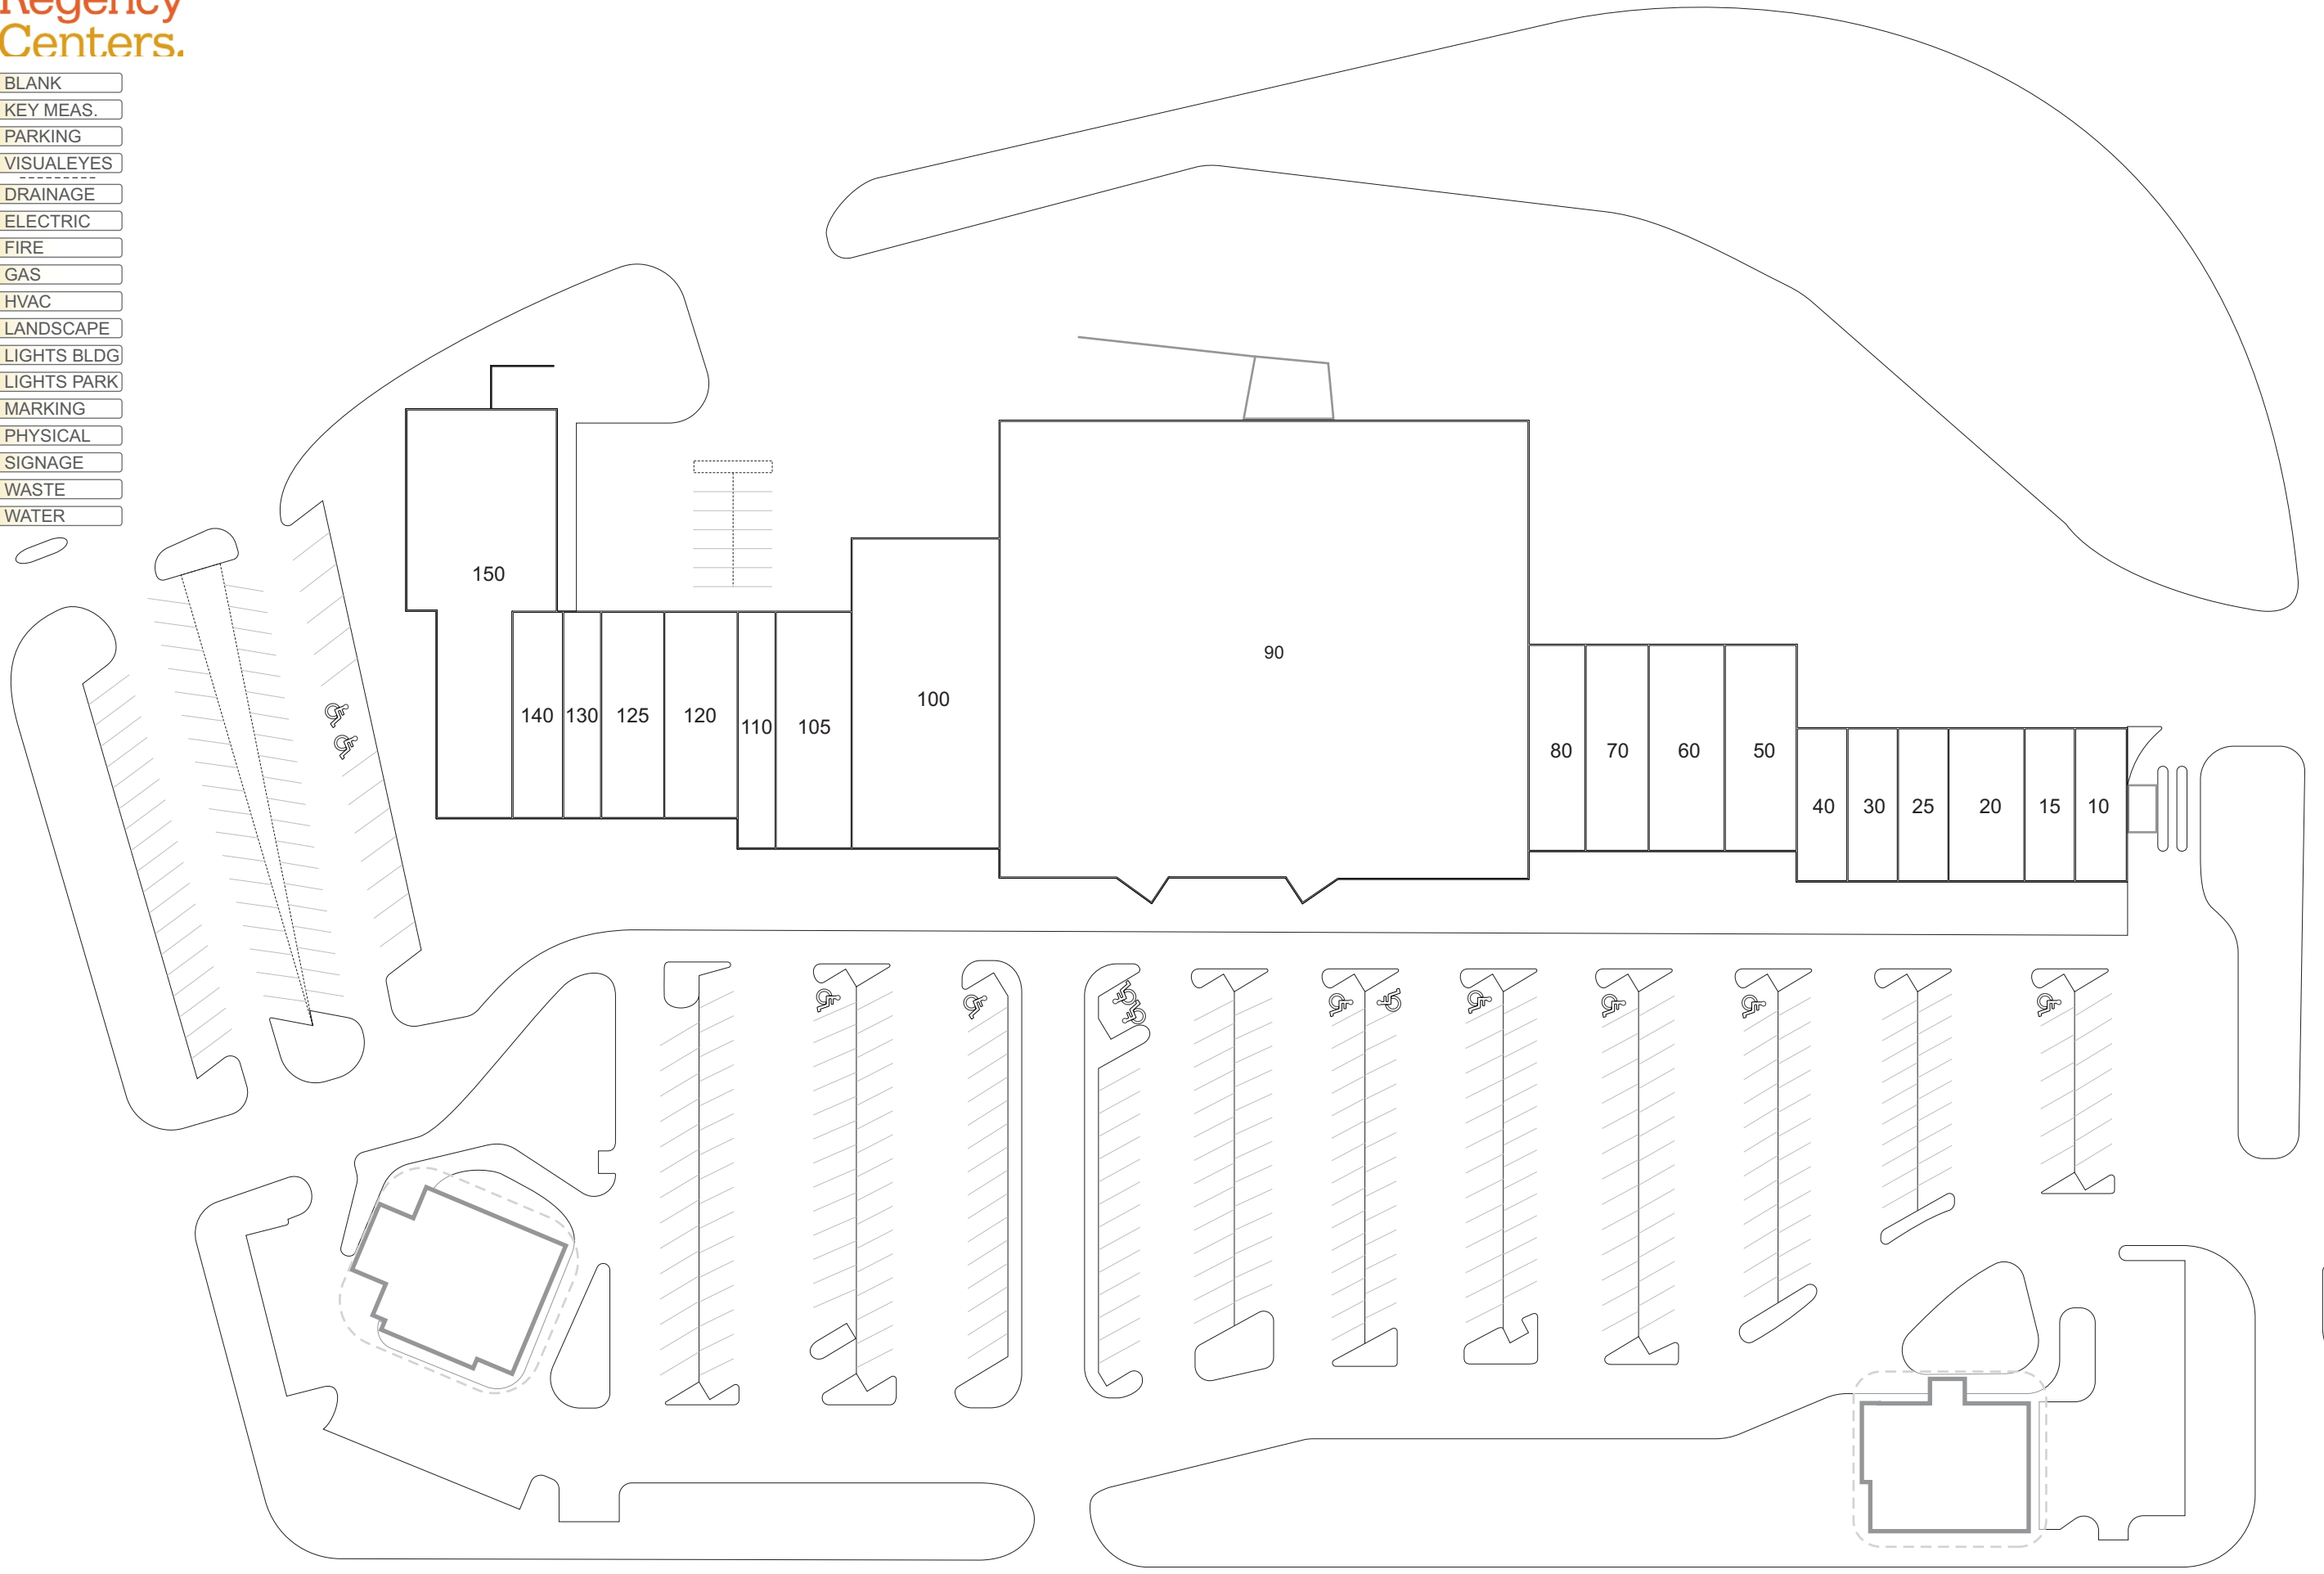 Regency
Centers.
BLANK
KEY MEAS.
PARKING
VISUALEYES
DRAINAGE
ELECTRIC
FIRE
GAS
HVAC
LANDSCAPE
LIGHTS BLDG
LIGHTS PARK
MARKING
PHYSICAL
SIGNAGE
WASTE
WATER
150
140 130 125 120 110 105 100 90 80 70 60 50 40 30 25 20 15 10